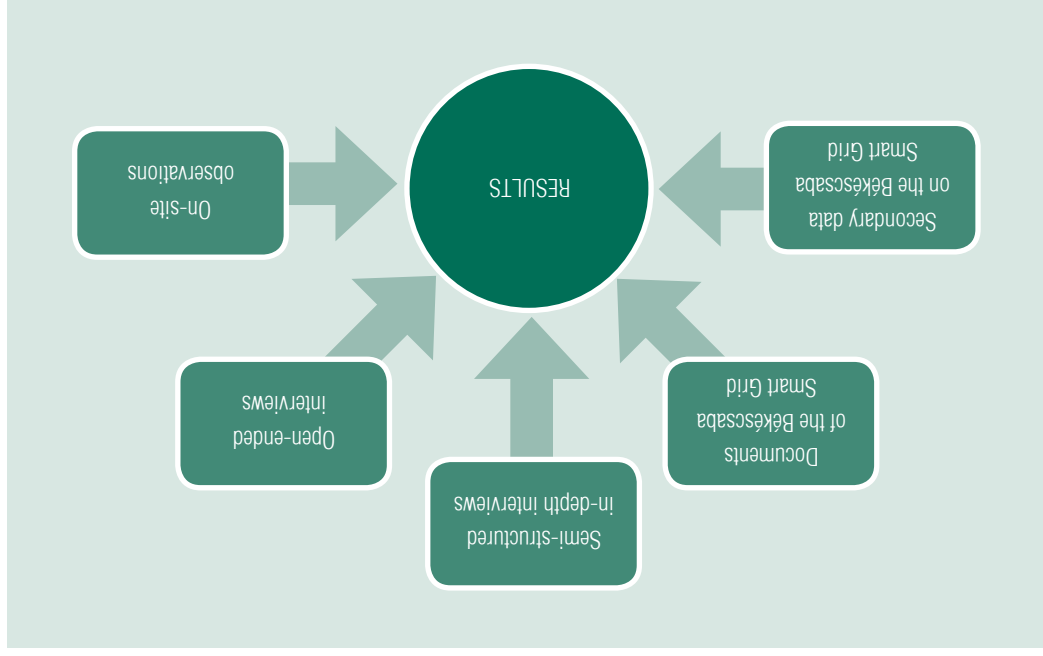 Semi-structured
in-depth interviews
Documents
of the Békéscsaba
Smart Grid
Open-ended
interviews
Secondary data
on the Békéscsaba
Smart Grid
RESULTS
On-site
observations